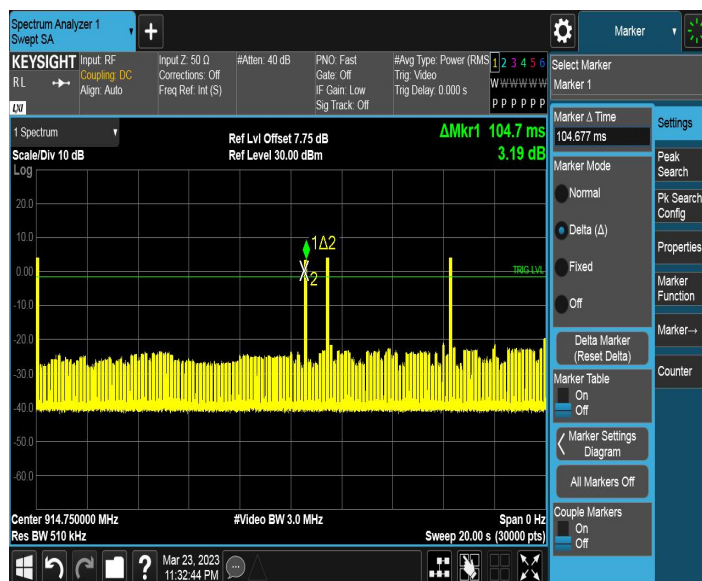 Spectrum Analyzer 1
Swept SA
Marker
KEYSIGHT
RL
LXI
Input: RF
Coupling: DC
Align: Auto
Input Z: 50 Ω
Corrections: Off
Freq Ref: Int (S)
#Atten: 40 dB
PNO: Fast
Gate: Off
IF Gain: Low
Sig Track: Off
#Avg Type: Power (RMS
Trig: Video
Trig Delay: 0.000 s
1 2 3 4 5 6
W W W W W W
P P P P P P
Select Marker
Marker 1
1 Spectrum
Scale/Div 10 dB
Log
Ref Lvl Offset 7.75 dB
Ref Level 30.00 dBm
ΔMkr1 104.7 ms
3.19 dB
20.0
10.0
0.00
-10.0
-20.0
-30.0
-40.0
-50.0
-60.0
1Δ2
2
TRIG LVL
Center 914.750000 MHz
Res BW 510 kHz
#Video BW 3.0 MHz
Span 0 Hz
Sweep 20.00 s (30000 pts)
Mar 23, 2023
11:32:44 PM
Marker Δ Time
104.677 ms
Marker Mode
Normal
Delta (Δ)
Fixed
Off
Delta Marker
(Reset Delta)
Marker Table
On
Off
Marker Settings
Diagram
All Markers Off
Couple Markers
On
Off
Settings
Peak
Search
Pk Search
Config
Properties
Marker
Function
Marker→
Counter